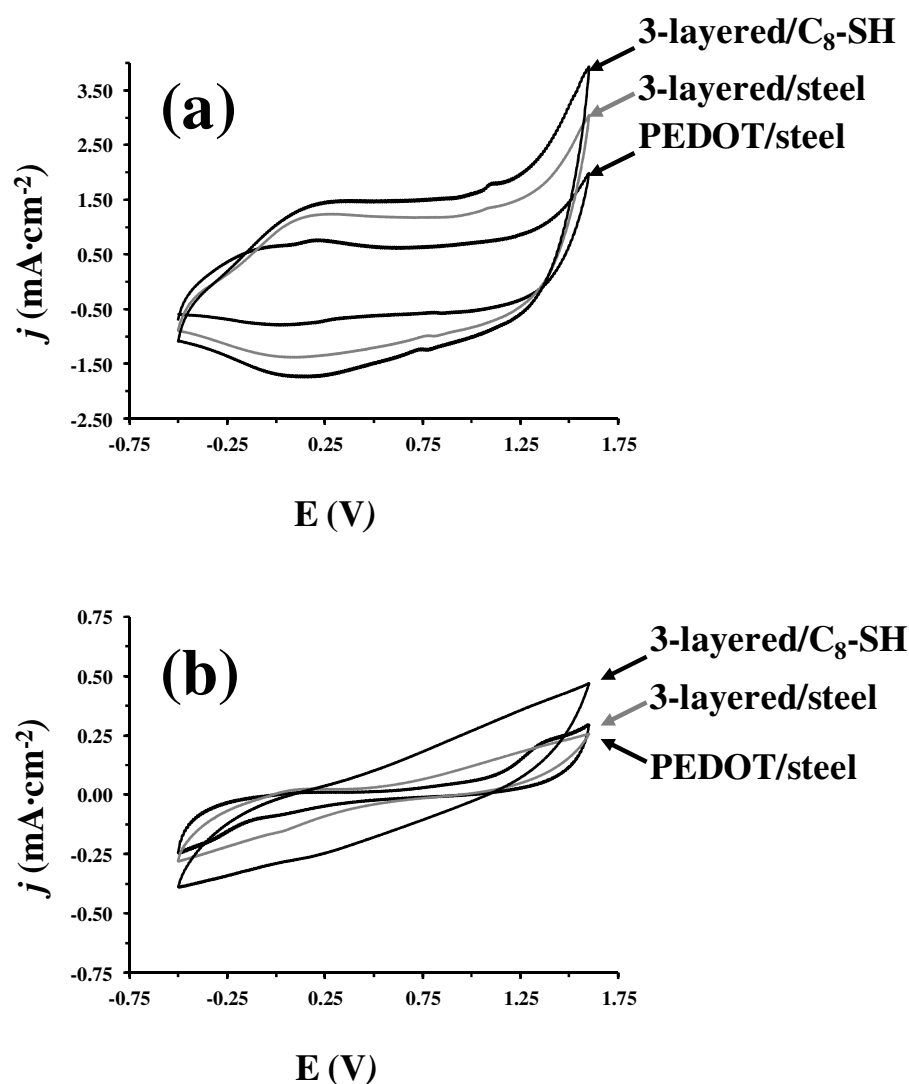 3-layered/C₈-SH
(a)
3-layered/steel
PEDOT/steel
3.50
2.50
1.50
0.50
-0.50
-1.50
-2.50
j (mA·cm⁻²)
-0.75 -0.25 0.25 0.75 1.25 1.75
E (V)
0.75
3-layered/C₈-SH
(b)
3-layered/steel
PEDOT/steel
0.50
0.25
0.00
-0.25
-0.50
-0.75
j (mA·cm⁻²)
-0.75 -0.25 0.25 0.75 1.25 1.75
E (V)